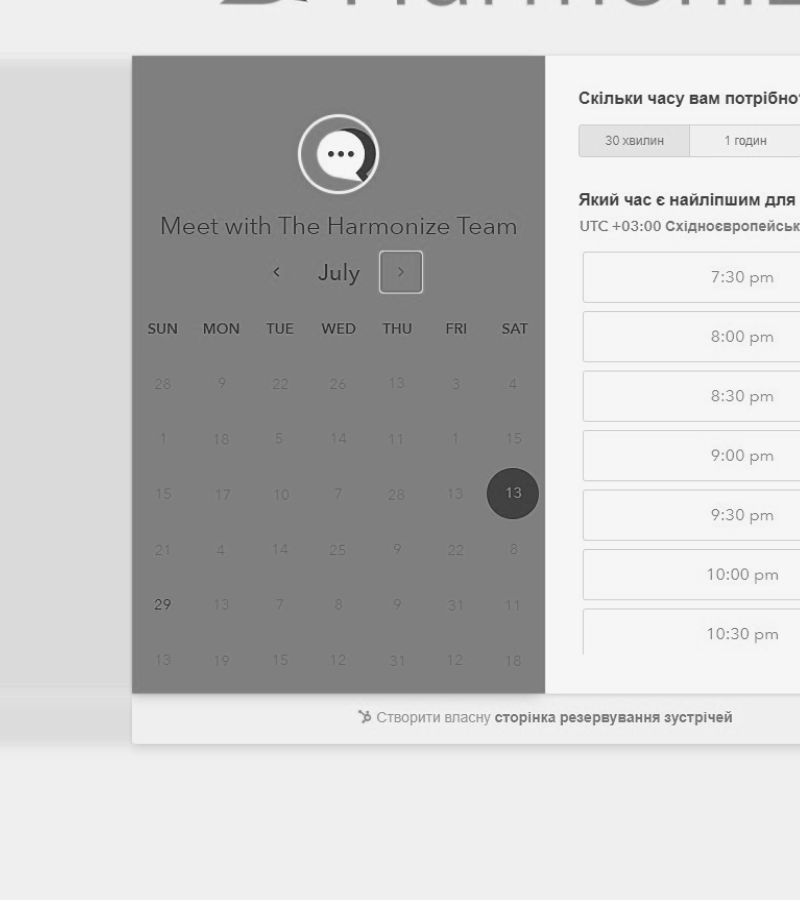 Meet with The Harmonize Team
July
SUN MON TUE WED THU FRI SAT
28 9 22 26 13 3 4
1 18 5 14 11 1 15
15 17 10 7 28 13 13
21 4 14 25 9 22 8
29 13 7 8 9 31 11
13 19 15 12 31 12 18
Скільки часу вам потрібно
30 хвилин 1 годин
Який час є найліпшим для
UTC +03:00 Східноєвропейськ
7:30 pm
8:00 pm
8:30 pm
9:00 pm
9:30 pm
10:00 pm
10:30 pm
Створити власну сторінка резервування зустрічей